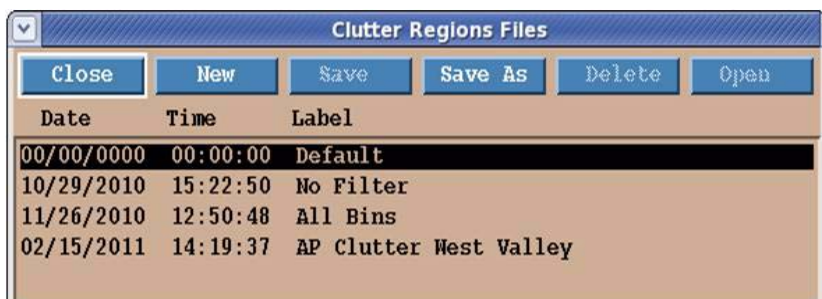 Clutter Regions Files
Close New Save Save As Delete Open
Date Time Label
00/00/0000 00:00:00 Default
10/29/2010 15:22:50 No Filter
11/26/2010 12:50:48 All Bins
02/15/2011 14:19:37 AP Clutter West Valley